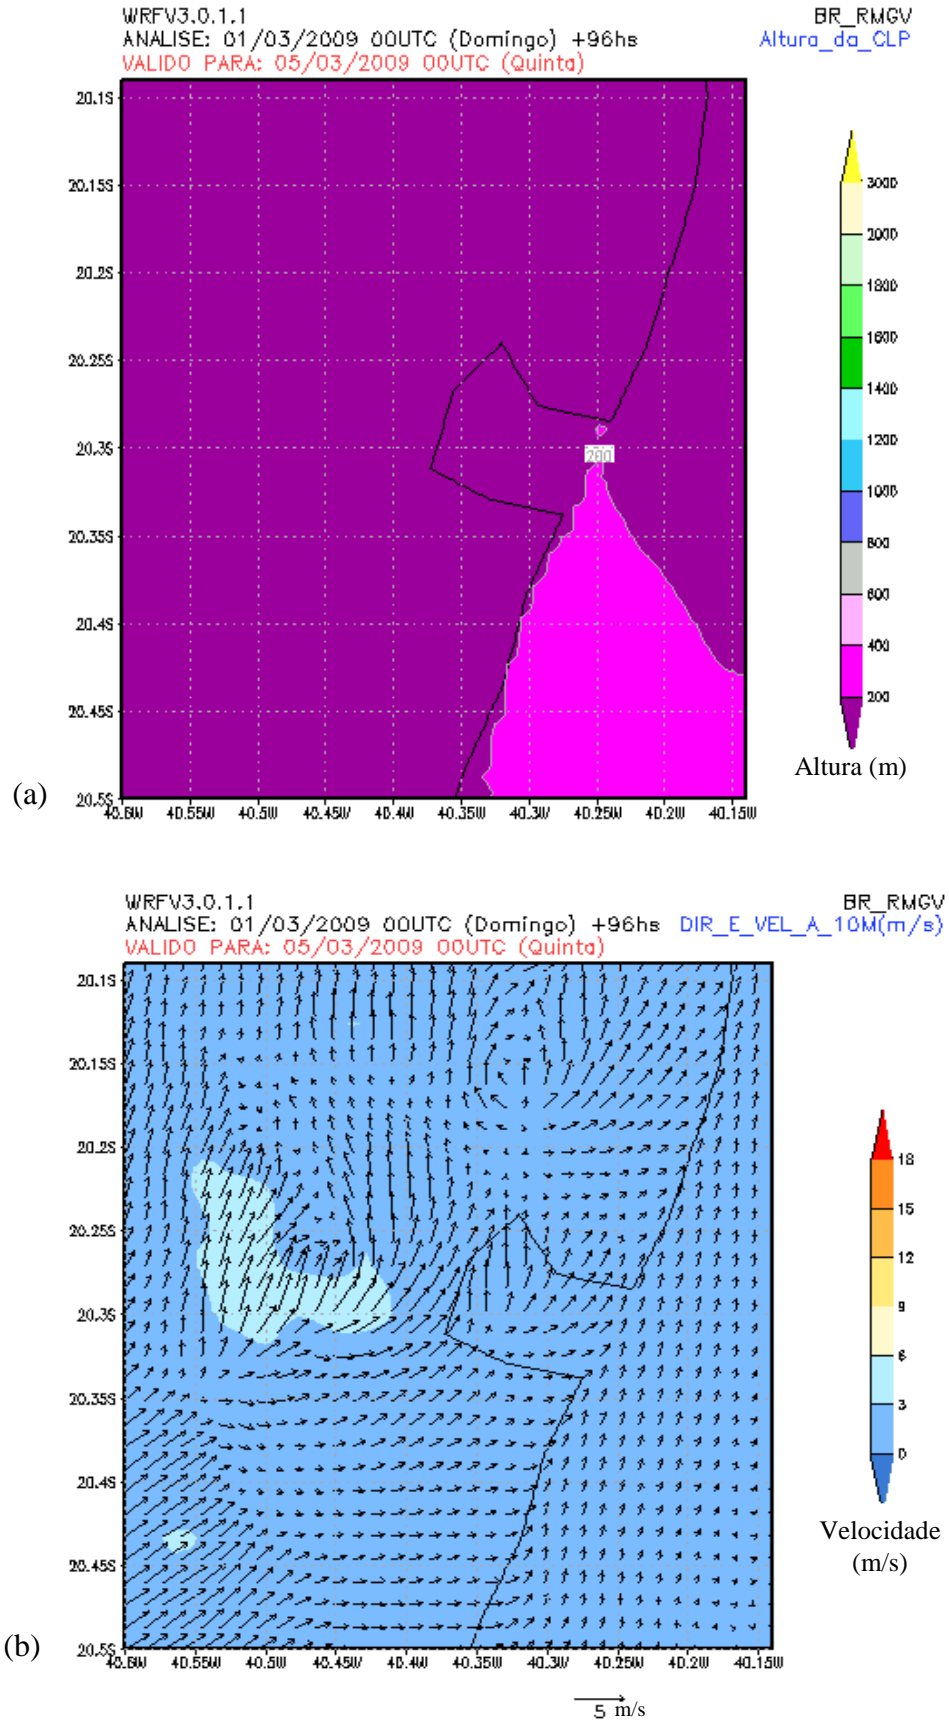 WRFV3.0.1.1
BR_RMGV
ANALISE: 01/03/2009 00UTC (Domingo) +96hs
Altura_da_CLP
VALIDO PARA: 05/03/2009 00UTC (Quinta)
20.1S
20.15S
20.2S
20.25S
20.3S
20.35S
20.4S
20.45S
20.5S
200
3000
2000
1800
1600
1400
1200
1000
800
600
400
200
Altura (m)
(a)
40.6W 40.55W 40.5W 40.45W 40.4W 40.35W 40.3W 40.25W 40.2W 40.15W
WRFV3.0.1.1
BR_RMGV
ANALISE: 01/03/2009 00UTC (Domingo) +96hs
DIR_E_VEL_A_10M(m/s)
VALIDO PARA: 05/03/2009 00UTC (Quinta)
20.1S
20.15S
20.2S
20.25S
20.3S
20.35S
20.4S
20.45S
20.5S
18
15
12
9
6
3
0
Velocidade
(m/s)
(b)
40.6W 40.55W 40.5W 40.45W 40.4W 40.35W 40.3W 40.25W 40.2W 40.15W
5 m/s